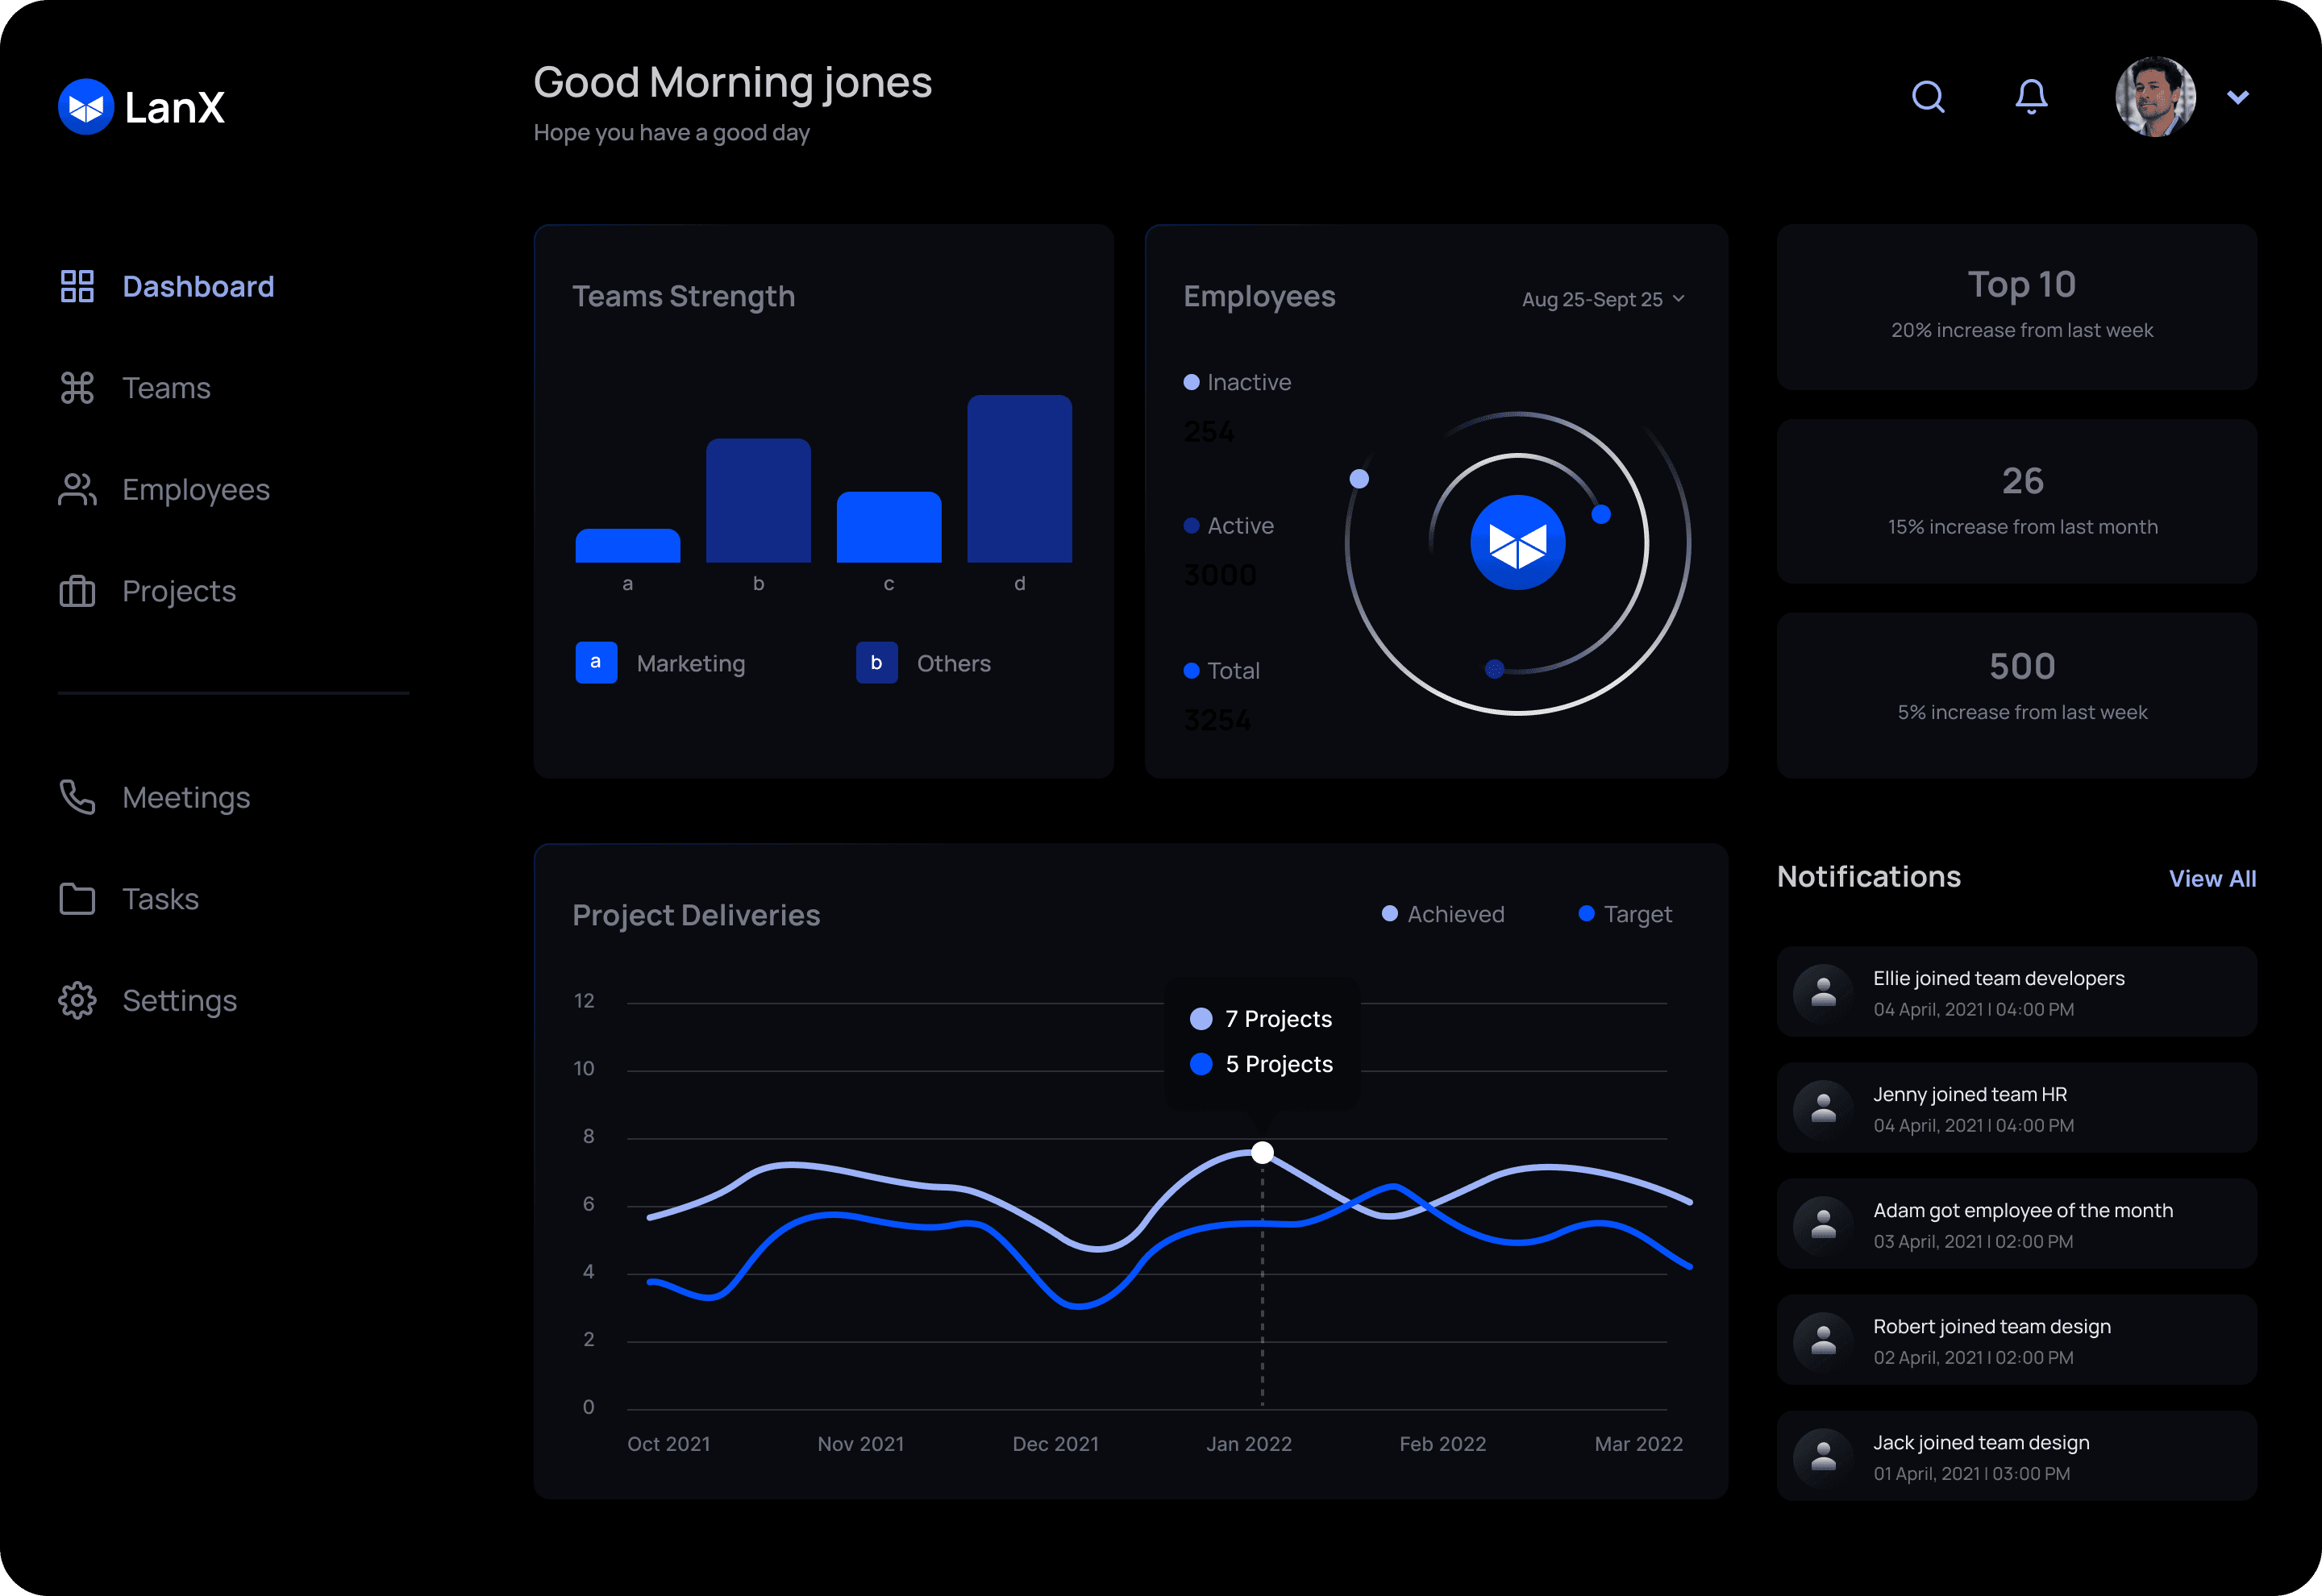 LanX
Good Morning jones
Hope you have a good day
Dashboard
Teams
Employees
Projects
Meetings
Tasks
Settings
Teams Strength
a
b
c
d
a Marketing
b Others
Employees
Aug 25-Sept 25
Inactive
254
Active
3000
Total
3254
Top 10
20% increase from last week
26
15% increase from last month
500
5% increase from last week
Project Deliveries
Achieved
Target
7 Projects
5 Projects
12
10
8
6
4
2
0
Oct 2021
Nov 2021
Dec 2021
Jan 2022
Feb 2022
Mar 2022
Notifications
View All
Ellie joined team developers
04 April, 2021 | 04:00 PM
Jenny joined team HR
04 April, 2021 | 04:00 PM
Adam got employee of the month
03 April, 2021 | 02:00 PM
Robert joined team design
02 April, 2021 | 02:00 PM
Jack joined team design
01 April, 2021 | 03:00 PM